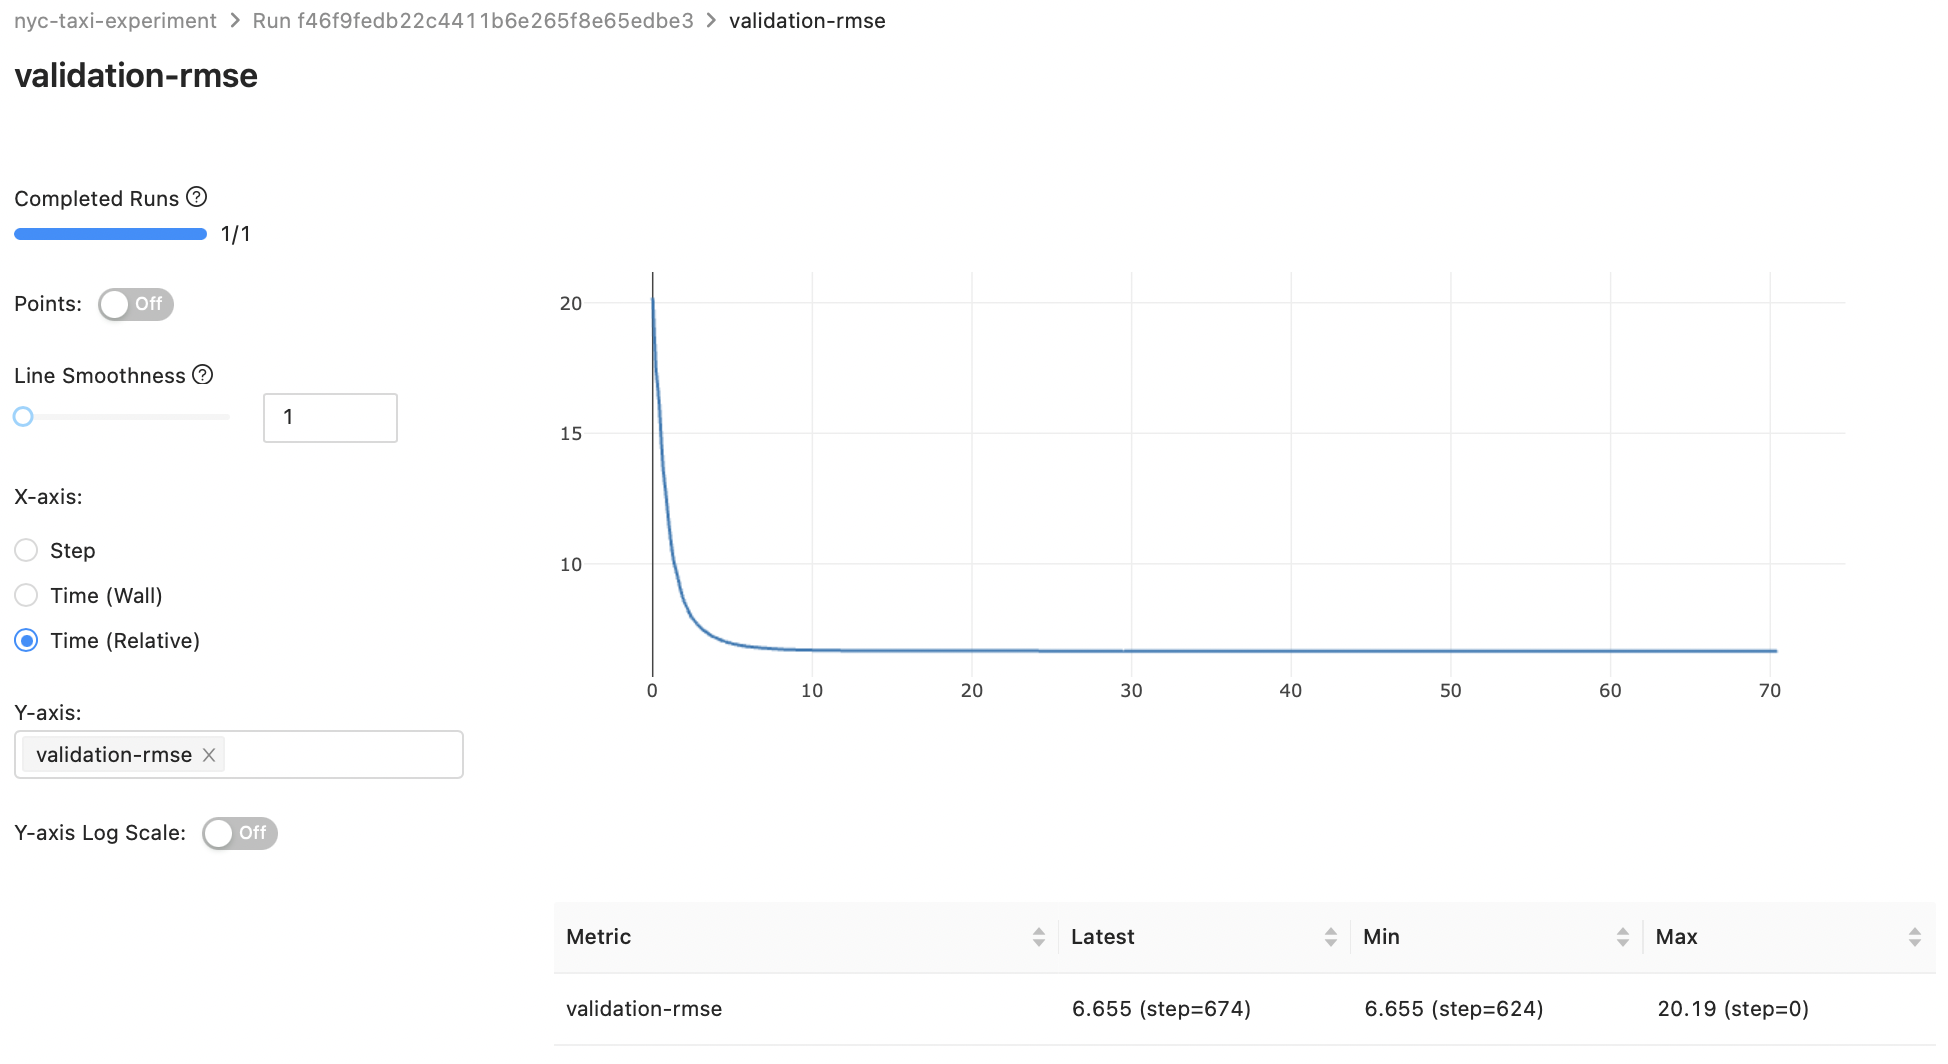 nyc-taxi-experiment > Run f46f9fedb22c4411b6e265f8e65edbe3 > validation-rmse
validation-rmse
Completed Runs ?
1/1
Points: Off
Line Smoothness ?
1
X-axis:
Step
Time (Wall)
Time (Relative)
Y-axis:
validation-rmse
Y-axis Log Scale: Off
20
15
10
0 10 20 30 40 50 60 70
Metric Latest Min Max
validation-rmse 6.655 (step=674) 6.655 (step=624) 20.19 (step=0)